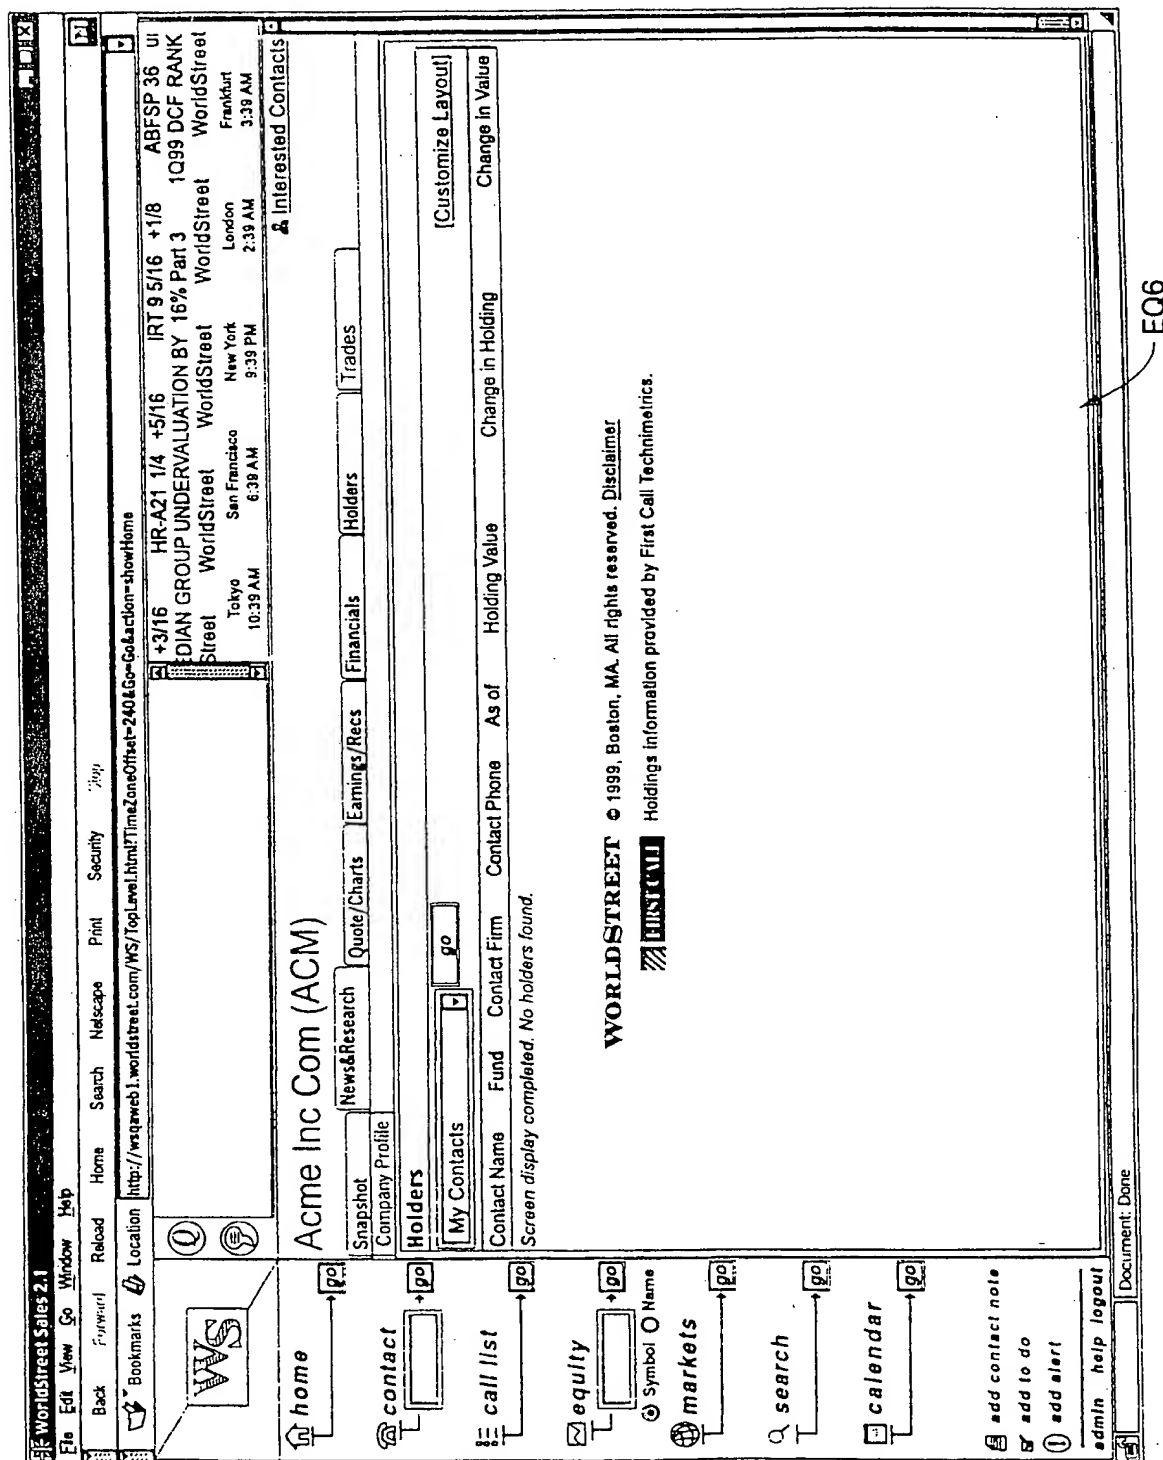 WorldStreet Sales 2.1
File Edit View Go Window Help
Back Forward Reload Home Search Netscape Print Security Stop
Bookmarks Location http://wsqaweb1.worldstreet.com/WS/TopLevel.html?TimeZoneOffset=240&Go=Go&action=showHome
WS
Q
+3/16 HR-A21 1/4 +5/16 IRT 9 5/16 +1/8 ABFSP 36
EDIAN GROUP UNDERVALUATION BY 16% Part 3 1Q99 DCF RANK
Street WorldStreet WorldStreet WorldStreet WorldStreet
Tokyo San Francisco New York London Frankfurt
10:39 AM 6:39 AM 9:39 PM 2:39 AM 3:39 AM
Interested Contacts
home
go
contact
go
call list
go
equity
go
Symbol Name
markets
go
search
go
calendar
go
add contact note
add to do
add alert
admin help logout
Acme Inc Com (ACM)
Snapshot News&Research Quote/Charts Earnings/Recs Financials Holders Trades
Company Profile
Holders
My Contacts go [Customize Layout]
Contact Name Fund Contact Firm Contact Phone As of Holding Value Change in Holding Change in Value
Screen display completed. No holders found.
WORLDSTREET © 1999, Boston, MA. All rights reserved. Disclaimer
FIRST CALL Holdings information provided by First Call Technimetrics.
Document: Done
EQ6